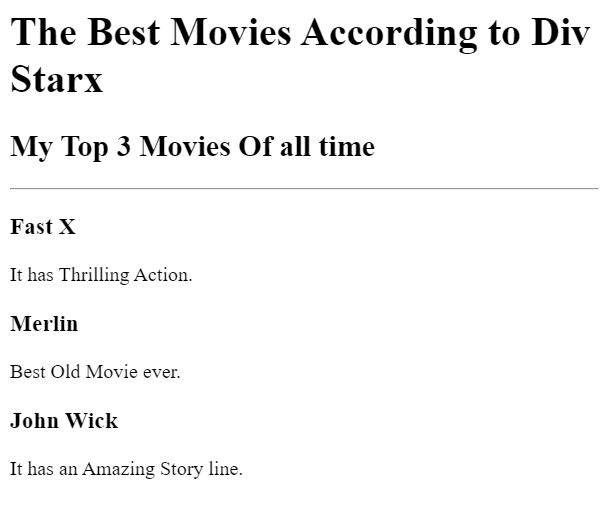 The Best Movies According to Div
Starx
My Top 3 Movies Of all time
Fast X
It has Thrilling Action.
Merlin
Best Old Movie ever.
John Wick
It has an Amazing Story line.